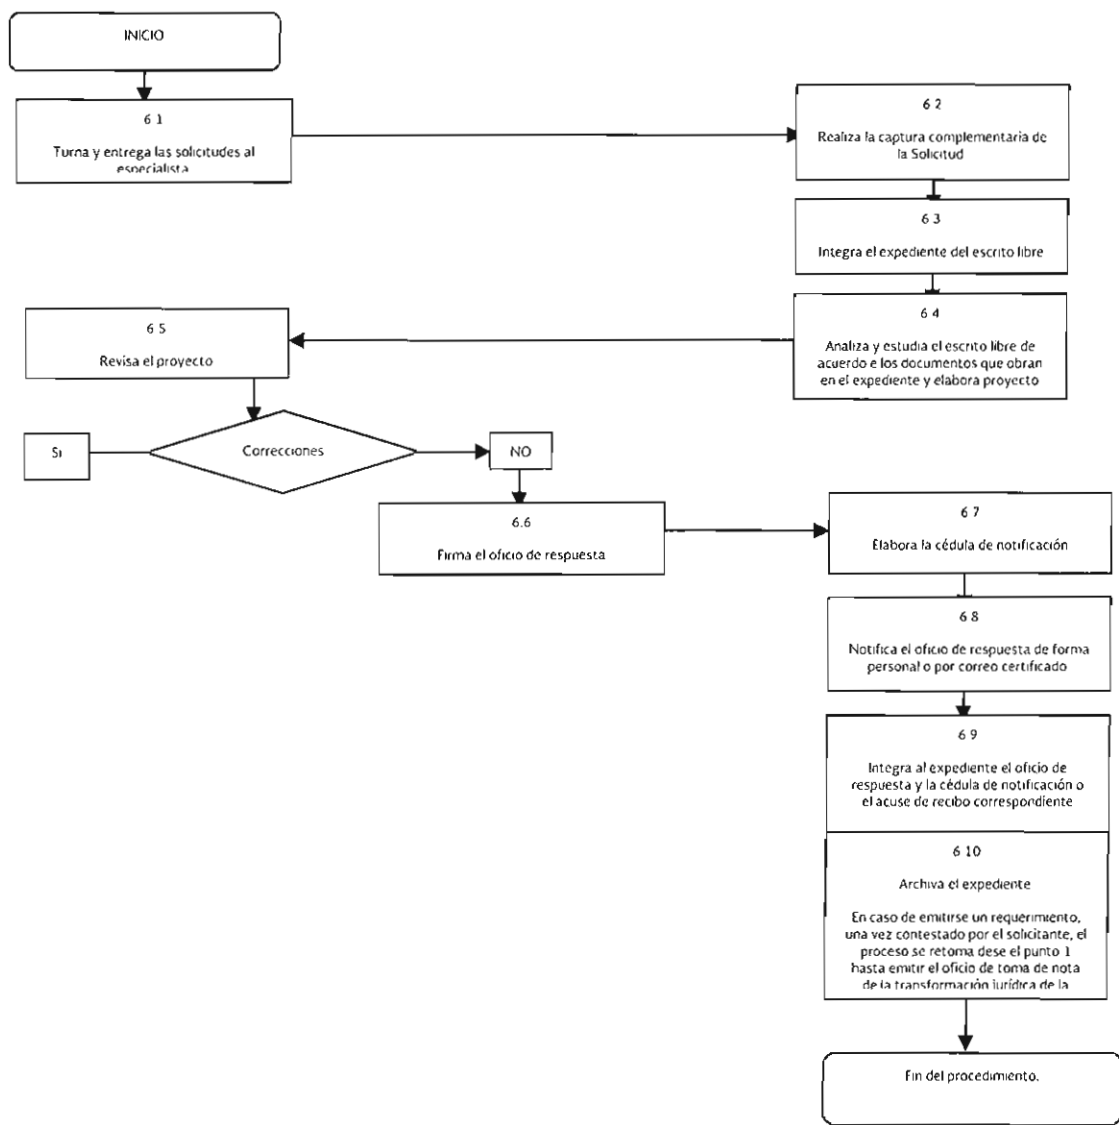 INICIO
6 1
Turna y entrega las solicitudes al
especialista
6 2
Realiza la captura complementaria de
la Solicitud
6 3
Integra el expediente del escrito libre
6 4
Analiza y estudia el escrito libre de
acuerdo e los documentos que obran
en el expediente y elabora proyecto
6 5
Revisa el proyecto
Correcciones
Si
NO
6.6
Firma el oficio de respuesta
6 7
Elabora la cédula de notificación
6 8
Notifica el oficio de respuesta de forma
personal o por correo certificado
6 9
Integra al expediente el oficio de
respuesta y la cédula de notificación o
el acuse de recibo correspondiente
6 10
Archiva el expediente
En caso de emitirse un requerimiento,
una vez contestado por el solicitante, el
proceso se retoma dese el punto 1
hasta emitir el oficio de toma de nota
de la transformación jurídica de la
Fin del procedimiento.